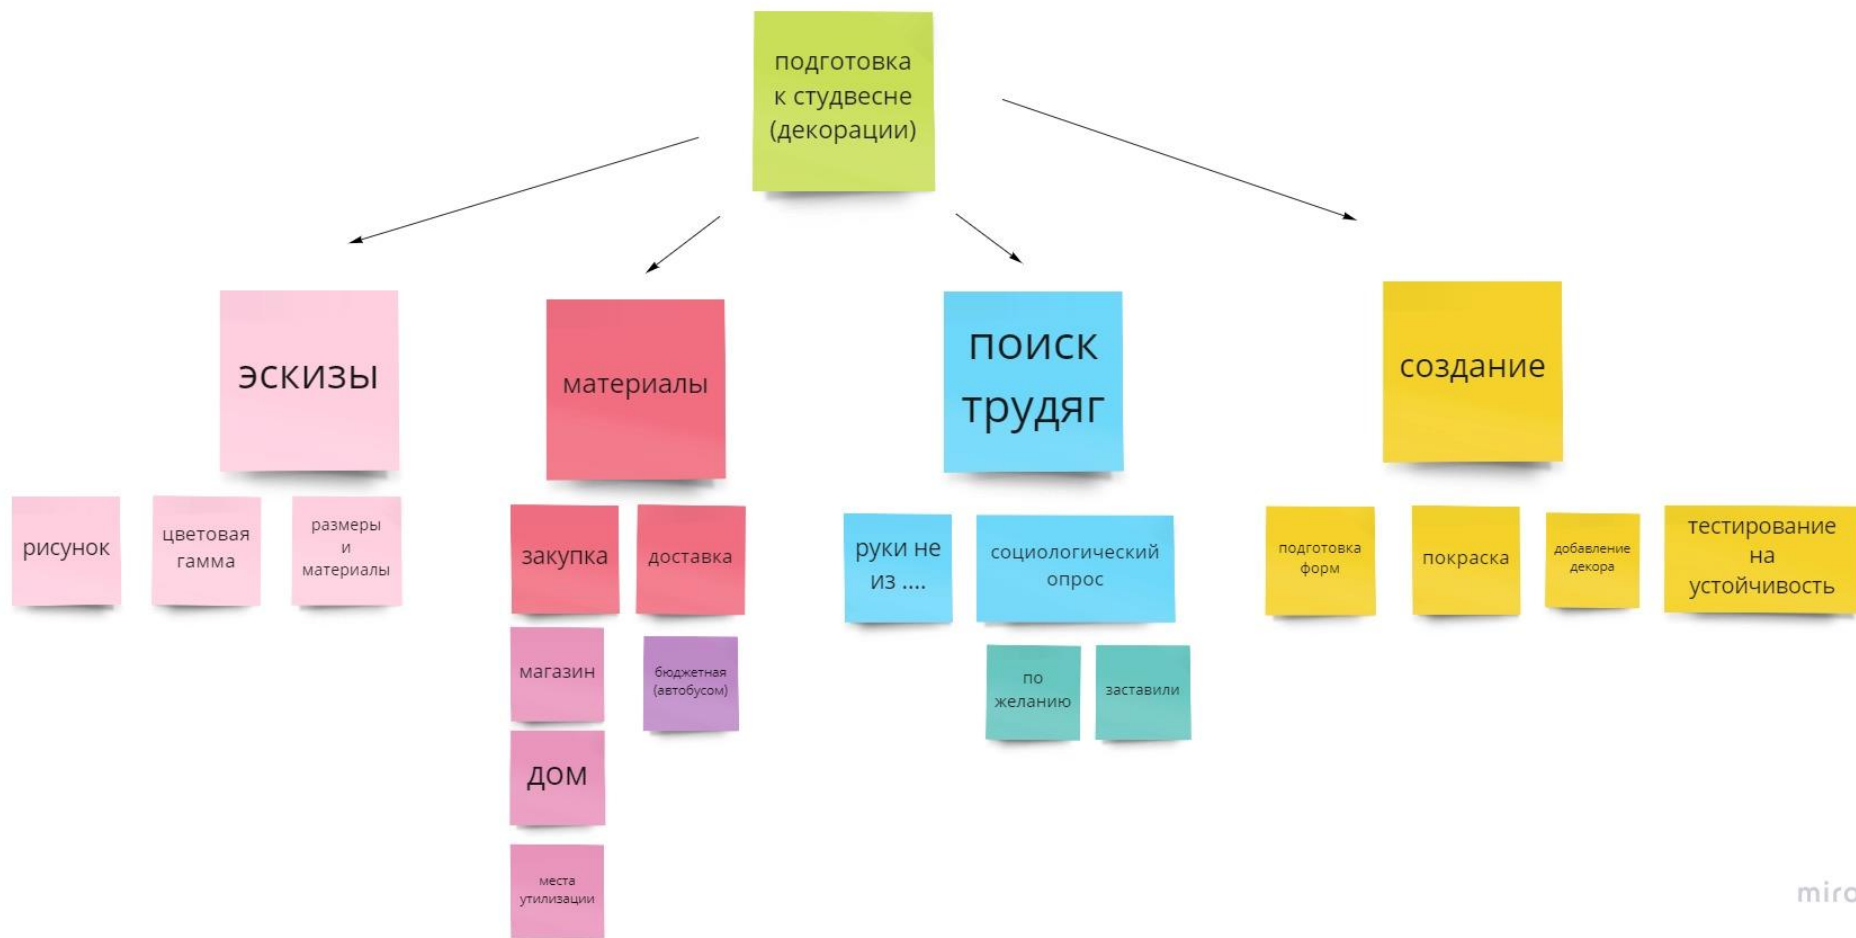 подготовка
к студвесне
(декорации)
эскизы
материалы
поиск
трудяг
создание
рисунок
цветовая
гамма
размеры
и
материалы
закупка
доставка
руки не
из ....
социологический
опрос
подготовка
форм
покраска
добавление
декора
тестирование
на
устойчивость
магазин
бюджетная
(автобусом)
по
желанию
заставили
дом
места
утилизации
miro